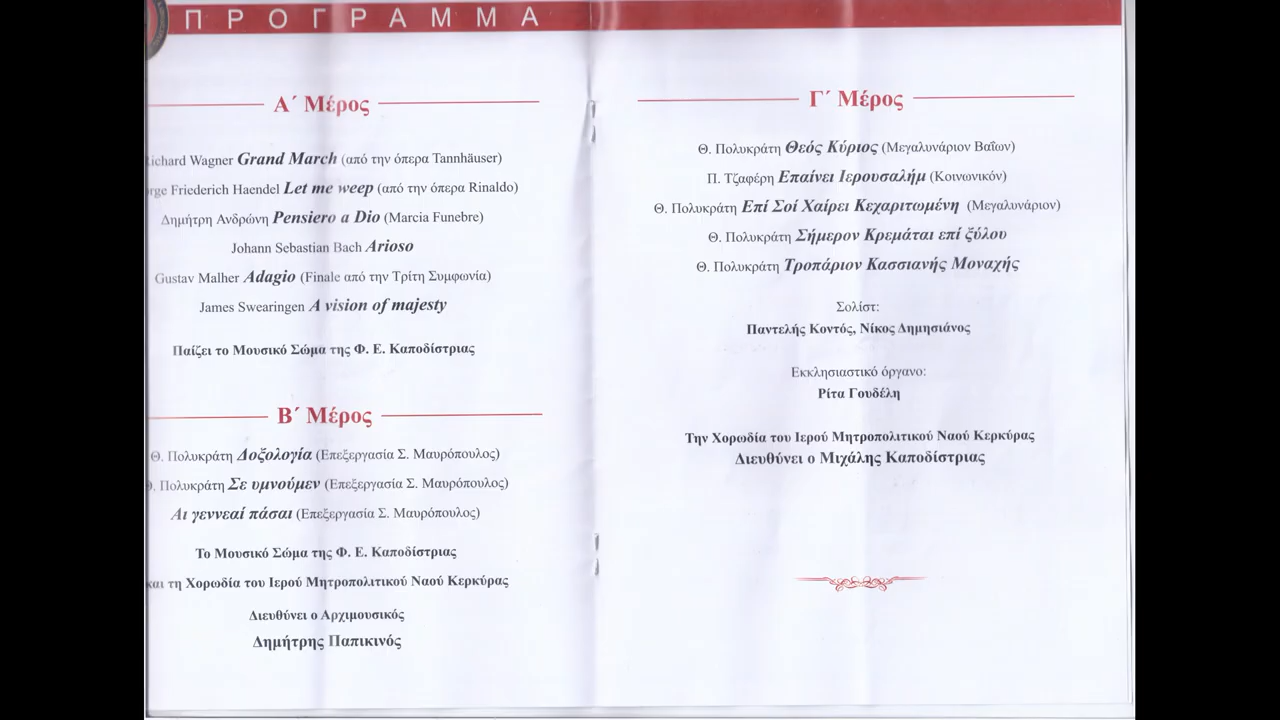 ΠΡΟΓΡΑΜΜΑ
Α΄ Μέρος
Richard Wagner Grand March (από την όπερα Tannhäuser)
Friederich Haendel Let me weep (από την όπερα Rinaldo)
Δημήτρη Ανδρώνη Pensiero a Dio (Marcia Funebre)
Johann Sebastian Bach Arioso
Gustav Malher Adagio (Finale από την Τρίτη Συμφωνία)
James Swearingen A vision of majesty
Παίζει το Μουσικό Σώμα της Φ. Ε. Καποδίστριας
Β΄ Μέρος
Θ. Πολυκράτη Δοξολογία (Επεξεργασία Σ. Μαυρόπουλος)
Θ. Πολυκράτη Σε υμνούμεν (Επεξεργασία Σ. Μαυρόπουλος)
Αι γεννεαί πάσαι (Επεξεργασία Σ. Μαυρόπουλος)
Το Μουσικό Σώμα της Φ. Ε. Καποδίστριας
και τη Χορωδία του Ιερού Μητροπολιτικού Ναού Κερκύρας
Διευθύνει ο Αρχιμουσικός
Δημήτρης Παπικινός
Γ΄ Μέρος
Θ. Πολυκράτη Θεός Κύριος (Μεγαλυνάριον Βαΐων)
Π. Τζαφέρη Επαίνει Ιερουσαλήμ (Κοινωνικόν)
Θ. Πολυκράτη Επί Σοί Χαίρει Κεχαριτωμένη (Μεγαλυνάριον)
Θ. Πολυκράτη Σήμερον Κρεμάται επί ξύλου
Θ. Πολυκράτη Τροπάριον Κασσιανής Μοναχής
Σολίστ:
Παντελής Κοντός, Νίκος Δημησιάνος
Εκκλησιαστικό όργανο:
Ρίτα Γουδέλη
Την Χορωδία του Ιερού Μητροπολιτικού Ναού Κερκύρας
Διευθύνει ο Μιχάλης Καποδίστριας